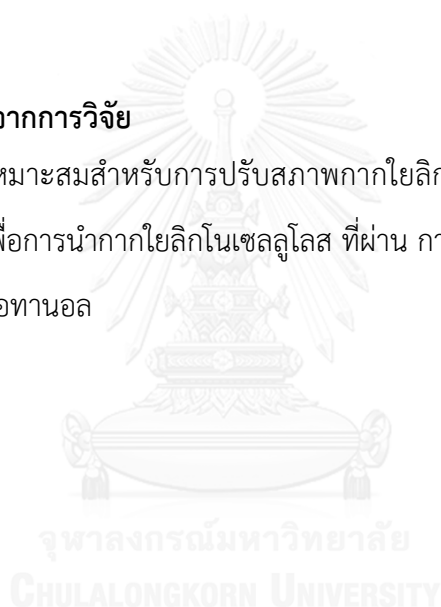 จากการวิจัย
หมาะสมสำหรับการปรับสภาพกากใยลิก
พื่อการนำกากใยลิกโนเซลลูโลส ที่ผ่าน กา
อทานอล
จุฬาลงกรณ์มหาวิทยาลัย
CHULALONGKORN UNIVERSITY